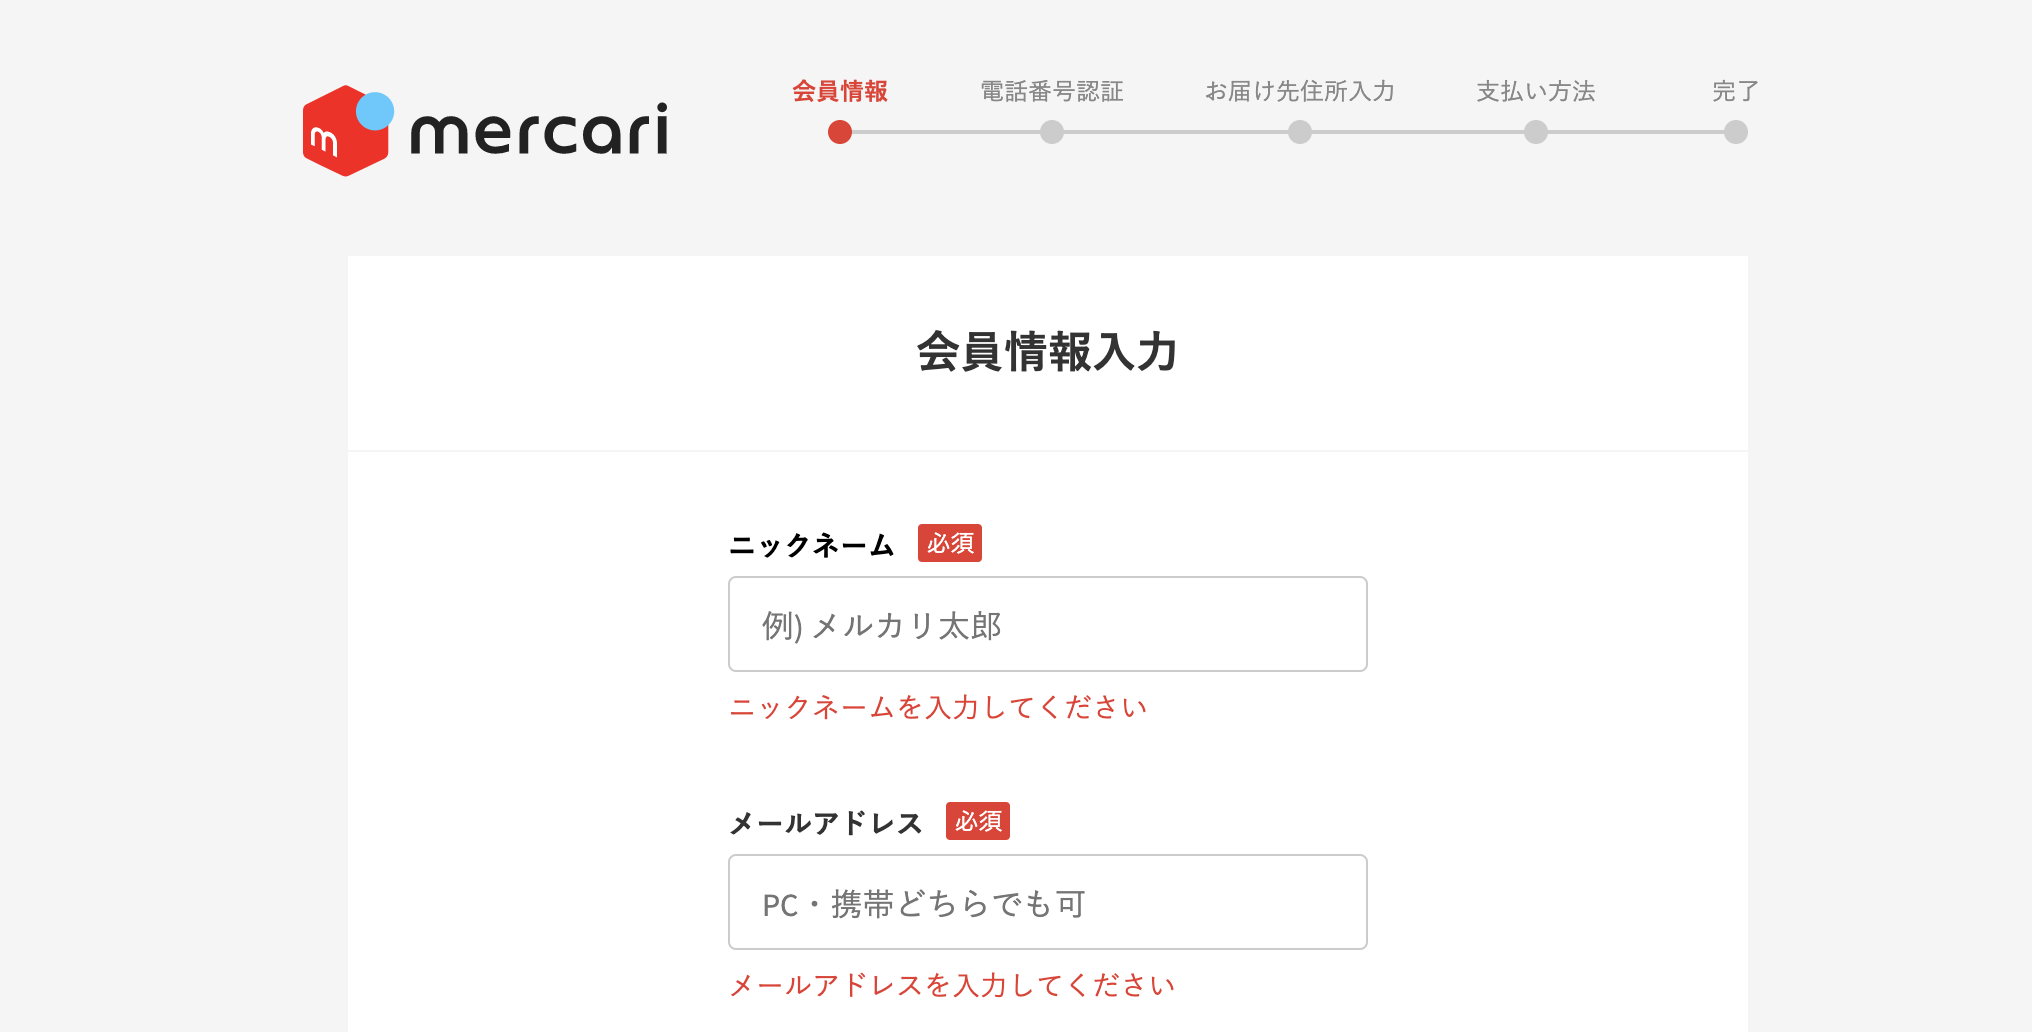 m mercari
会員情報 電話番号認証 お届け先住所入力 支払い方法 完了
会員情報入力
ニックネーム 必須
例) メルカリ太郎
ニックネームを入力してください
メールアドレス 必須
PC・携帯どちらでも可
メールアドレスを入力してください